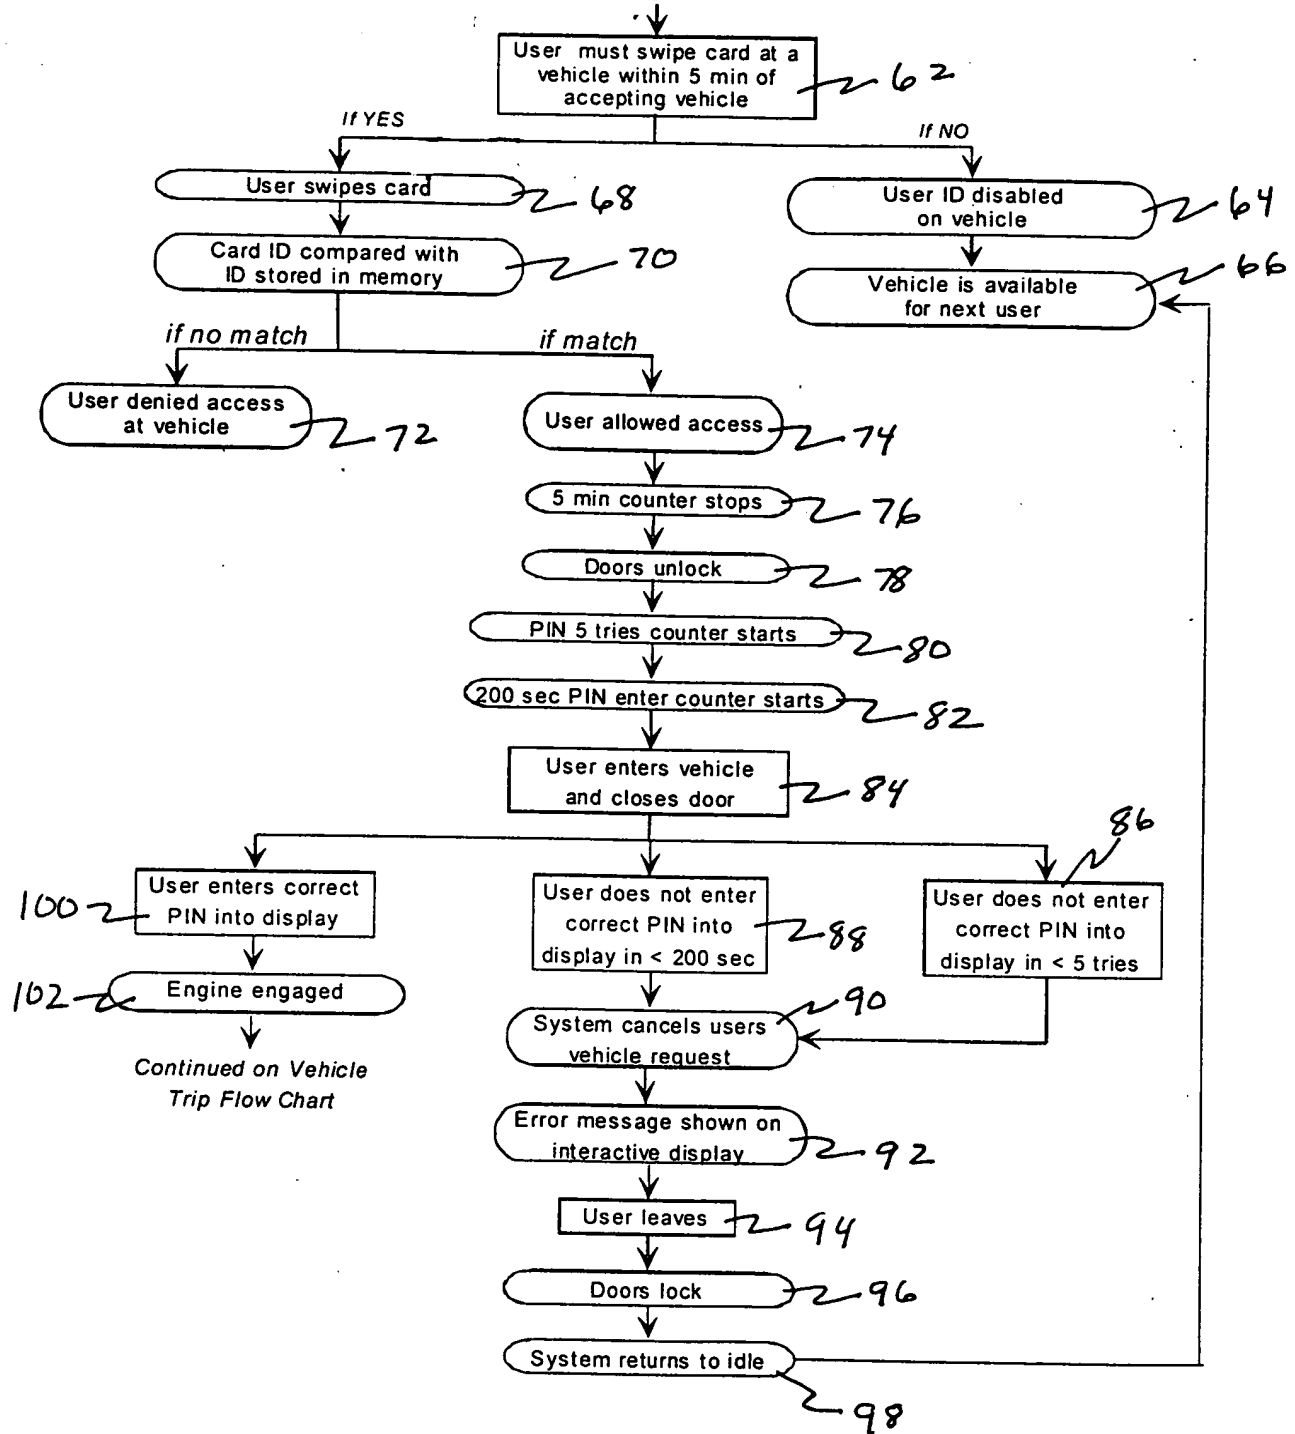 User must swipe card at a
vehicle within 5 min of
accepting vehicle
62
If YES
If NO
User swipes card
68
User ID disabled
on vehicle
64
Card ID compared with
ID stored in memory
70
Vehicle is available
for next user
66
if no match
if match
User denied access
at vehicle
72
User allowed access
74
5 min counter stops
76
Doors unlock
78
PIN 5 tries counter starts
80
200 sec PIN enter counter starts
82
User enters vehicle
and closes door
84
User enters correct
PIN into display
100
User does not enter
correct PIN into
display in < 200 sec
88
User does not enter
correct PIN into
display in < 5 tries
86
Engine engaged
102
Continued on Vehicle
Trip Flow Chart
System cancels users
vehicle request
90
Error message shown on
interactive display
92
User leaves
94
Doors lock
96
System returns to idle
98